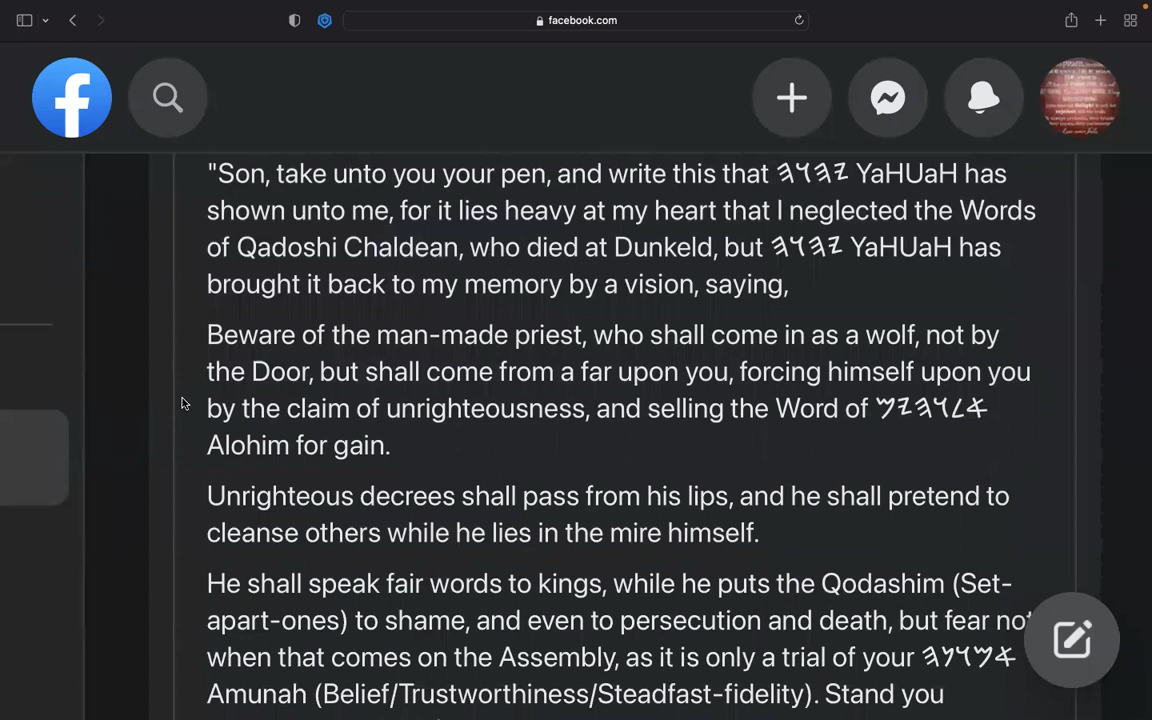 facebook.com
"Son, take unto you your pen, and write this that 𐤉𐤄𐤅𐤄 YaHUaH has
shown unto me, for it lies heavy at my heart that I neglected the Words
of Qadoshi Chaldean, who died at Dunkeld, but 𐤉𐤄𐤅𐤄 YaHUaH has
brought it back to my memory by a vision, saying,
Beware of the man-made priest, who shall come in as a wolf, not by
the Door, but shall come from a far upon you, forcing himself upon you
by the claim of unrighteousness, and selling the Word of 𐤀𐤋𐤅𐤄𐤉𐤌
Alohim for gain.
Unrighteous decrees shall pass from his lips, and he shall pretend to
cleanse others while he lies in the mire himself.
He shall speak fair words to kings, while he puts the Qodashim (Set-
apart-ones) to shame, and even to persecution and death, but fear not
when that comes on the Assembly, as it is only a trial of your 𐤀𐤌𐤅𐤍𐤄
Amunah (Belief/Trustworthiness/Steadfast-fidelity). Stand you